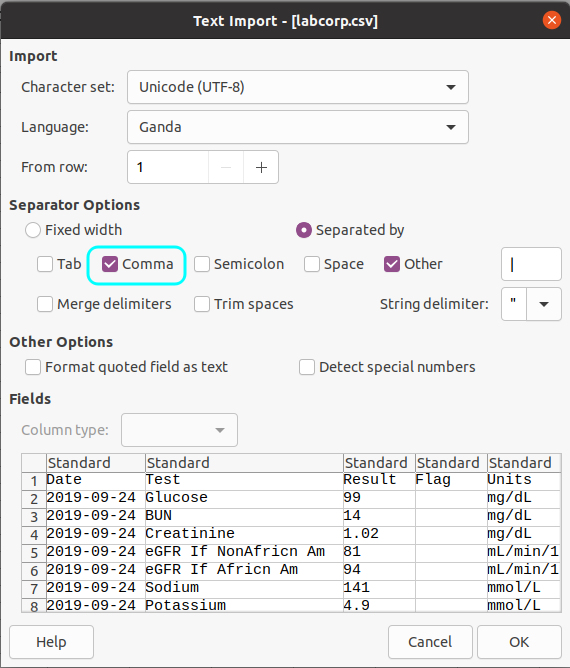 Text Import - [labcorp.csv]
Import
Character set: Unicode (UTF-8)
Language: Ganda
From row: 1 − +
Separator Options
Fixed width Separated by
Tab Comma Semicolon Space Other |
Merge delimiters Trim spaces String delimiter: "
Other Options
Format quoted field as text Detect special numbers
Fields
Column type:
Standard Standard Standard Standard Standard
1 Date Test Result Flag Units
2 2019-09-24 Glucose 99 mg/dL
3 2019-09-24 BUN 14 mg/dL
4 2019-09-24 Creatinine 1.02 mg/dL
5 2019-09-24 eGFR If NonAfricn Am 81 mL/min/1
6 2019-09-24 eGFR If Africn Am 94 mL/min/1
7 2019-09-24 Sodium 141 mmol/L
8 2019-09-24 Potassium 4.9 mmol/L
Help Cancel OK